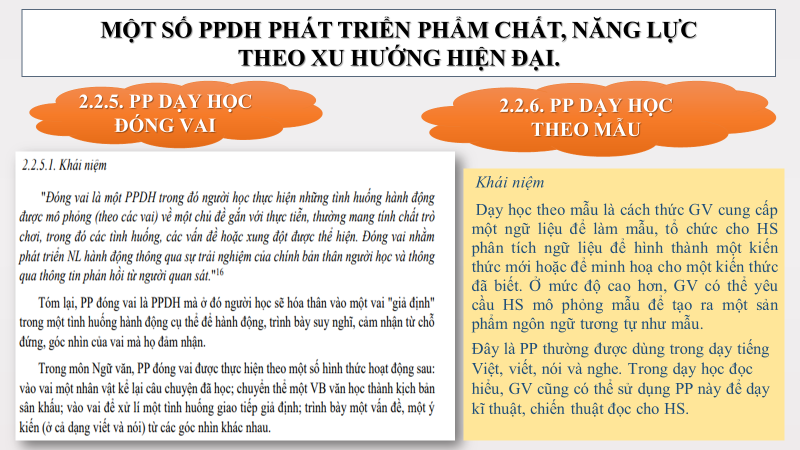 MỘT SỐ PPDH PHÁT TRIỂN PHẨM CHẤT, NĂNG LỰC
THEO XU HƯỚNG HIỆN ĐẠI.
2.2.5. PP DẠY HỌC
ĐÓNG VAI
2.2.5.1. Khái niệm
"Đóng vai là một PPDH trong đó người học thực hiện những tình huống hành động
được mô phỏng (theo các vai) về một chủ đề gắn với thực tiễn, thường mang tính chất trò
chơi, trong đó các tình huống, các vấn đề hoặc xung đột được thể hiện. Đóng vai nhằm
phát triển NL hành động thông qua sự trải nghiệm của chính bản thân người học và thông
qua thông tin phản hồi từ người quan sát."16
Tóm lại, PP đóng vai là PPDH mà ở đó người học sẽ hóa thân vào một vai "giả định"
trong một tình huống hành động cụ thể để hành động, trình bày suy nghĩ, cảm nhận từ chỗ
đứng, góc nhìn của vai mà họ đảm nhận.
Trong môn Ngữ văn, PP đóng vai được thực hiện theo một số hình thức hoạt động sau:
vào vai một nhân vật kể lại câu chuyện đã học; chuyển thể một VB văn học thành kịch bản
sân khấu; vào vai để xử lí một tình huống giao tiếp giả định; trình bày một vấn đề, một ý
kiến (ở cả dạng viết và nói) từ các góc nhìn khác nhau.
2.2.6. PP DẠY HỌC
THEO MẪU
Khái niệm
Dạy học theo mẫu là cách thức GV cung cấp
một ngữ liệu để làm mẫu, tổ chức cho HS
phân tích ngữ liệu để hình thành một kiến
thức mới hoặc để minh hoạ cho một kiến thức
đã biết. Ở mức độ cao hơn, GV có thể yêu
cầu HS mô phỏng mẫu để tạo ra một sản
phẩm ngôn ngữ tương tự như mẫu.
Đây là PP thường được dùng trong dạy tiếng
Việt, viết, nói và nghe. Trong dạy học đọc
hiểu, GV cũng có thể sử dụng PP này để dạy
kĩ thuật, chiến thuật đọc cho HS.